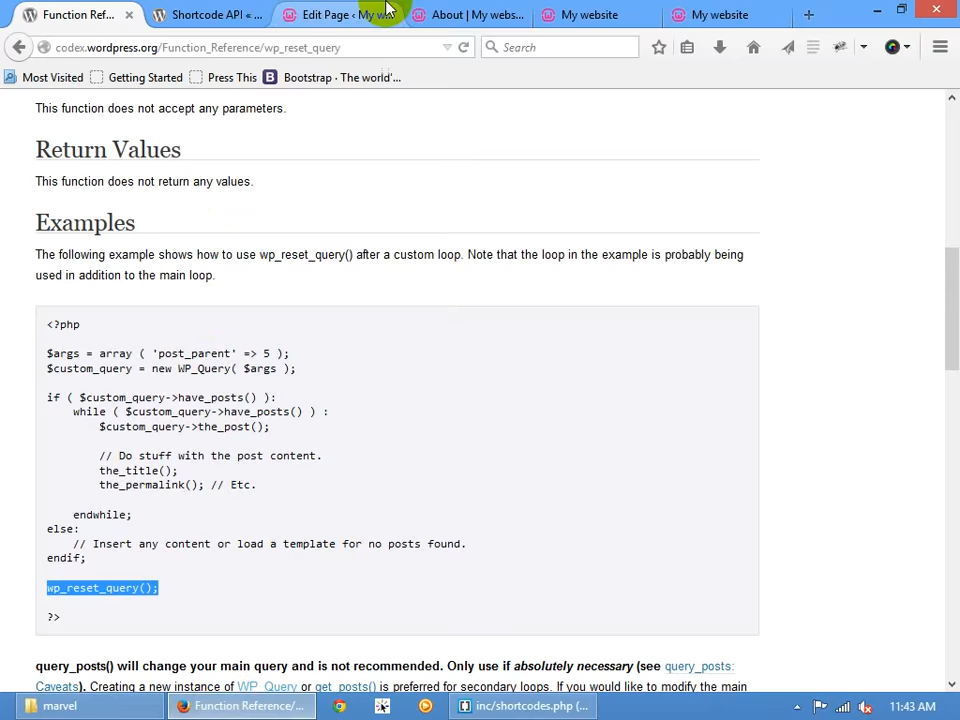 Function Ref...
Shortcode API « ...
Edit Page ‹ My w...
About | My webs...
My website
My website
codex.wordpress.org/Function_Reference/wp_reset_query
Search
Most Visited
Getting Started
Press This
B
Bootstrap · The world'...
This function does not accept any parameters.
Return Values
This function does not return any values.
Examples
The following example shows how to use wp_reset_query() after a custom loop. Note that the loop in the example is probably being
used in addition to the main loop.
<?php
$args = array ( 'post_parent' => 5 );
$custom_query = new WP_Query( $args );
if ( $custom_query->have_posts() ):
while ( $custom_query->have_posts() ) :
$custom_query->the_post();
// Do stuff with the post content.
the_title();
the_permalink(); // Etc.
endwhile;
else:
// Insert any content or load a template for no posts found.
endif;
wp_reset_query();
?>
query_posts() will change your main query and is not recommended. Only use if absolutely necessary (see query_posts:
Caveats). Creating a new instance of WP_Query or get_posts() is preferred for secondary loops. If you would like to modify the main
marvel
Function Reference/...
inc/shortcodes.php (...
11:43 AM